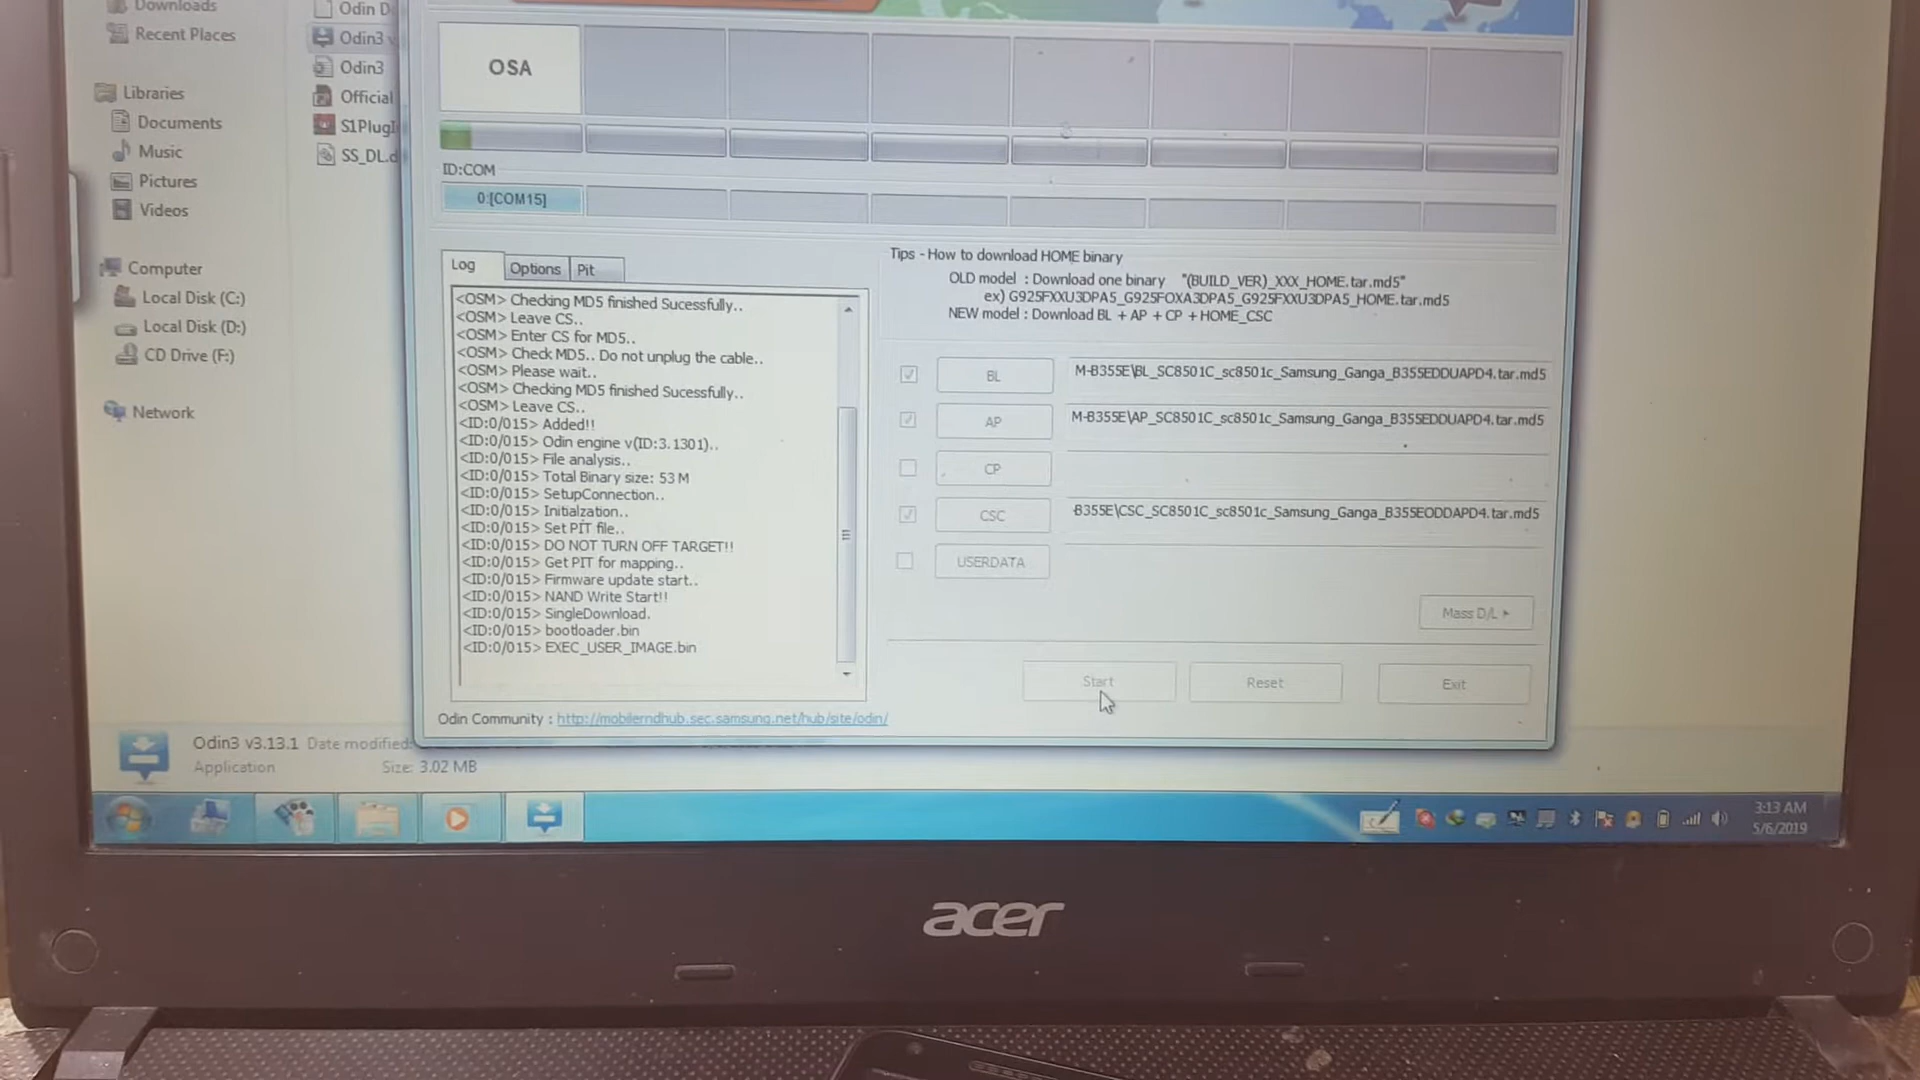 Downloads
Recent Places
Libraries
Documents
Music
Pictures
Videos
Computer
Local Disk (C:)
Local Disk (D:)
CD Drive (F:)
Network
Odin D
Odin3 v
Odin3
Official
S1PlugI
SS_DL.d
OSA
ID:COM
0:[COM15]
Log
Options
Pit
<OSM> Checking MD5 finished Sucessfully..
<OSM> Leave CS..
<OSM> Enter CS for MD5..
<OSM> Check MD5.. Do not unplug the cable..
<OSM> Please wait..
<OSM> Checking MD5 finished Sucessfully..
<OSM> Leave CS..
<ID:0/015> Added!!
<ID:0/015> Odin engine v(ID:3.1301)..
<ID:0/015> File analysis..
<ID:0/015> Total Binary size: 53 M
<ID:0/015> SetupConnection..
<ID:0/015> Initialzation..
<ID:0/015> Set PIT file..
<ID:0/015> DO NOT TURN OFF TARGET!!
<ID:0/015> Get PIT for mapping..
<ID:0/015> Firmware update start..
<ID:0/015> NAND Write Start!!
<ID:0/015> SingleDownload.
<ID:0/015> bootloader.bin
<ID:0/015> EXEC_USER_IMAGE.bin
Tips - How to download HOME binary
OLD model : Download one binary "(BUILD_VER)_XXX_HOME.tar.md5"
ex) G925FXXU3DPA5_G925FOXA3DPA5_G925FXXU3DPA5_HOME.tar.md5
NEW model : Download BL + AP + CP + HOME_CSC
BL M-B355E\BL_SC8501C_sc8501c_Samsung_Ganga_B355EDDUAPD4.tar.md5
AP M-B355E\AP_SC8501C_sc8501c_Samsung_Ganga_B355EDDUAPD4.tar.md5
CP
CSC -B355E\CSC_SC8501C_sc8501c_Samsung_Ganga_B355EODDAPD4.tar.md5
USERDATA
Mass D/L
Start
Reset
Exit
Odin Community : http://mobilerndhub.sec.samsung.net/hub/site/odin/
Odin3 v3.13.1 Date modified:
Application Size: 3.02 MB
3:13 AM
5/6/2019
acer